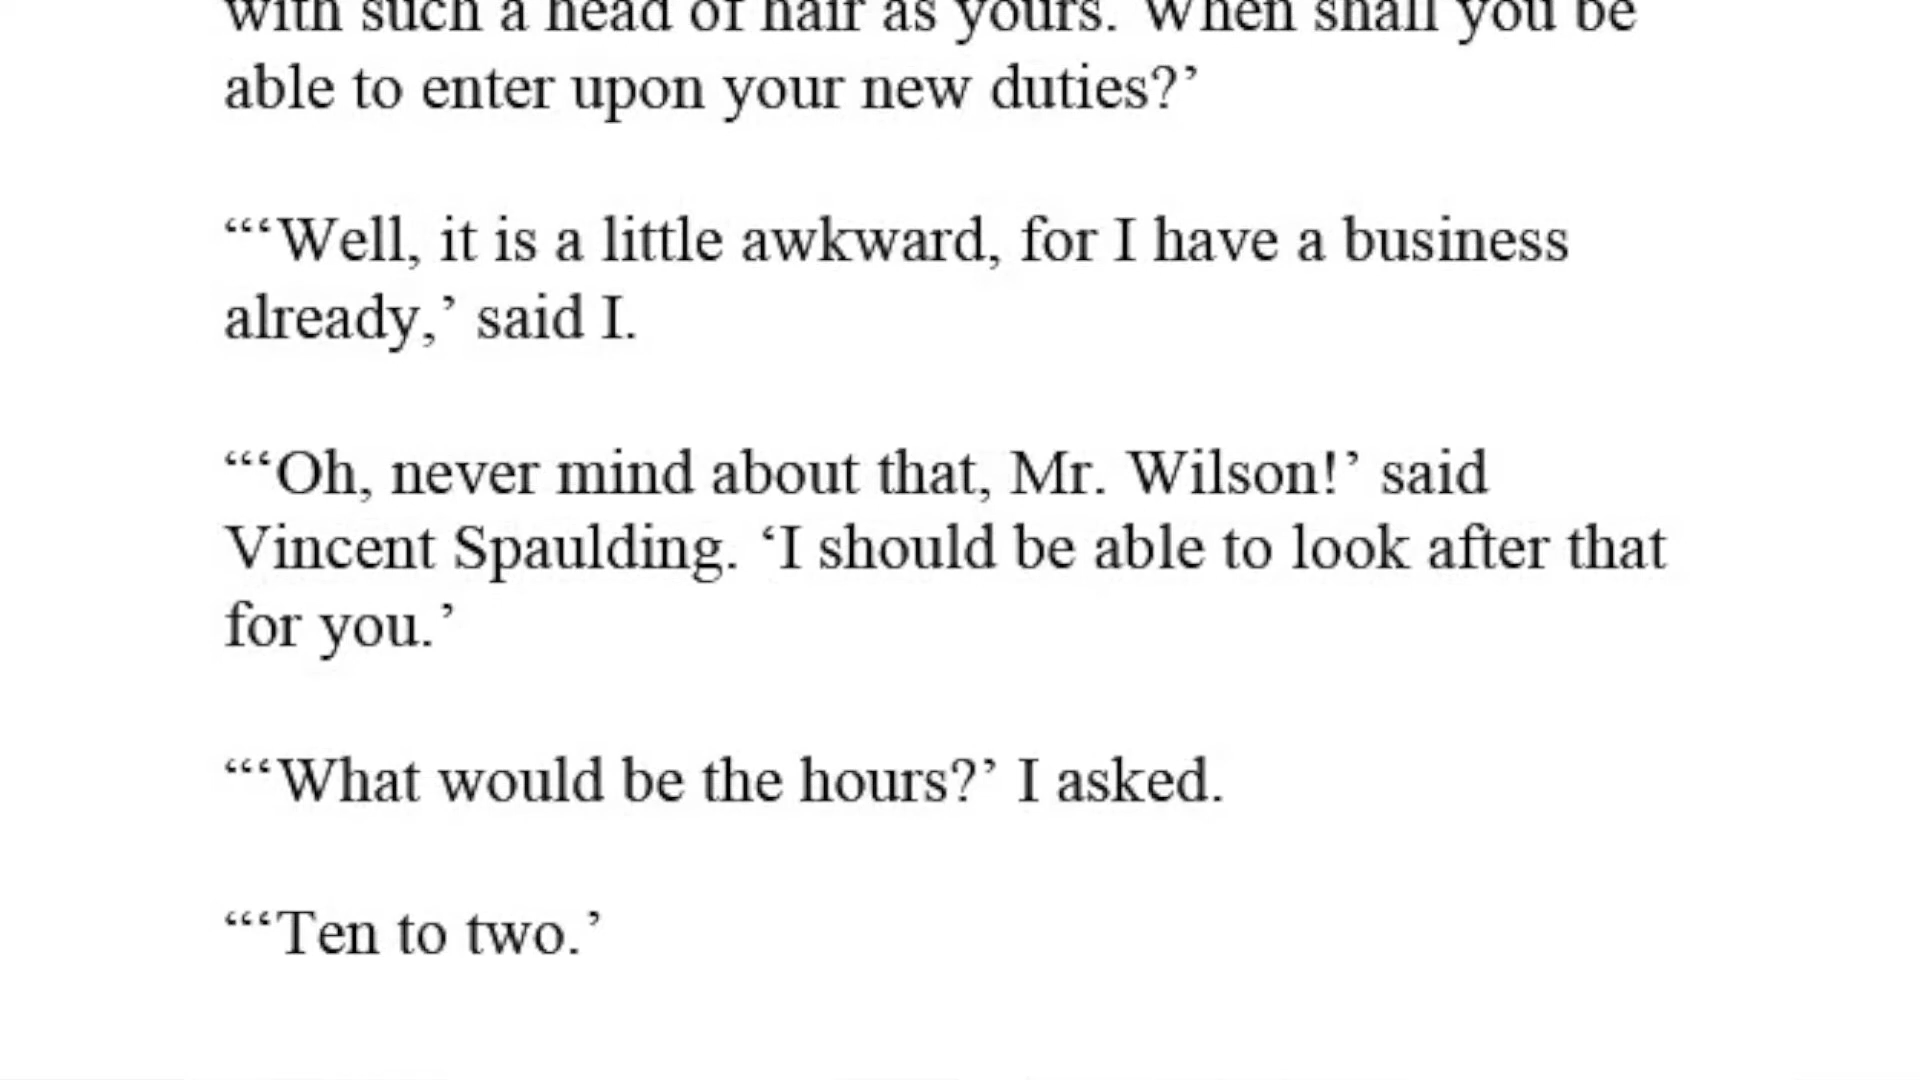 with such a head of hair as yours. When shall you be
able to enter upon your new duties?’
“‘Well, it is a little awkward, for I have a business
already,’ said I.
“‘Oh, never mind about that, Mr. Wilson!’ said
Vincent Spaulding. ‘I should be able to look after that
for you.’
“‘What would be the hours?’ I asked.
“‘Ten to two.’